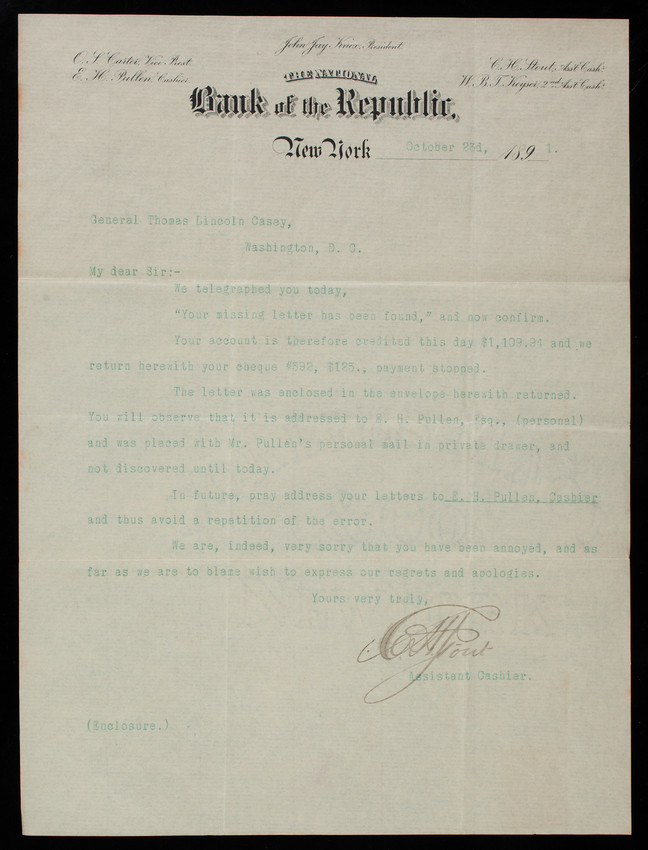 John Jay Knox, President.
O. S. Carter, Vice Prest.
E. H. Pullen, Cashier.
C. H. Stout, Asst. Cashr.
W. B. T. Keyser, 2nd Asst. Cashr.
THE NATIONAL
Bank of the Republic.
New York October 23d, 1891.
General Thomas Lincoln Casey,
Washington, D. C.
My dear Sir:-
We telegraphed you today,
"Your missing letter has been found," and now confirm.
Your account is therefore credited this day $1,108.24 and we
return herewith your cheque #392, $125., payment stopped.
The letter was enclosed in the envelope herewith returned.
You will observe that it is addressed to E. H. Pullen, Esq., (personal)
and was placed with Mr. Pullen's personal mail in private drawer, and
not discovered until today.
In future, pray address your letters to E. H. Pullen, Cashier
and thus avoid a repetition of the error.
We are, indeed, very sorry that you have been annoyed, and as
far as we are to blame wish to express our regrets and apologies.
Yours very truly,
C. H. Stout
Assistant Cashier.
(Enclosure.)